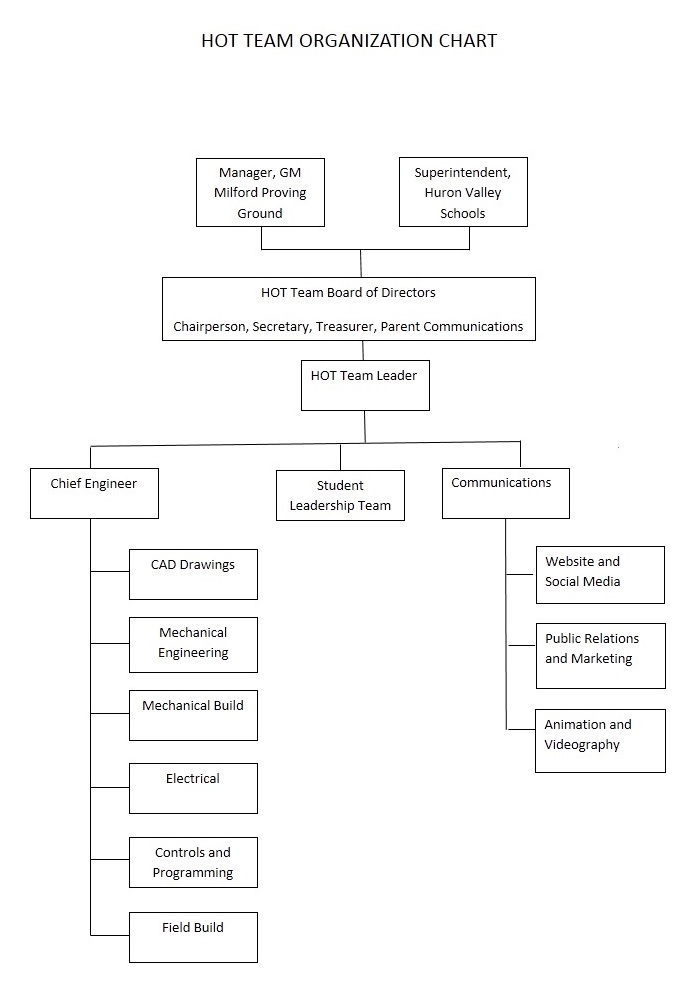 HOT TEAM ORGANIZATION CHART
Manager, GM
Milford Proving
Ground
Superintendent,
Huron Valley
Schools
HOT Team Board of Directors
Chairperson, Secretary, Treasurer, Parent Communications
HOT Team Leader
Chief Engineer
Student
Leadership Team
Communications
CAD Drawings
Mechanical
Engineering
Mechanical Build
Electrical
Controls and
Programming
Field Build
Website and
Social Media
Public Relations
and Marketing
Animation and
Videography